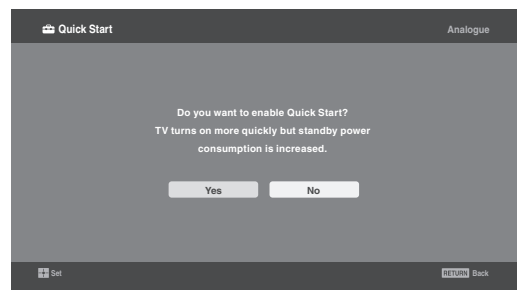 Quick Start
Analogue
Do you want to enable Quick Start?
TV turns on more quickly but standby power
consumption is increased.
Yes
No
Set
RETURN Back